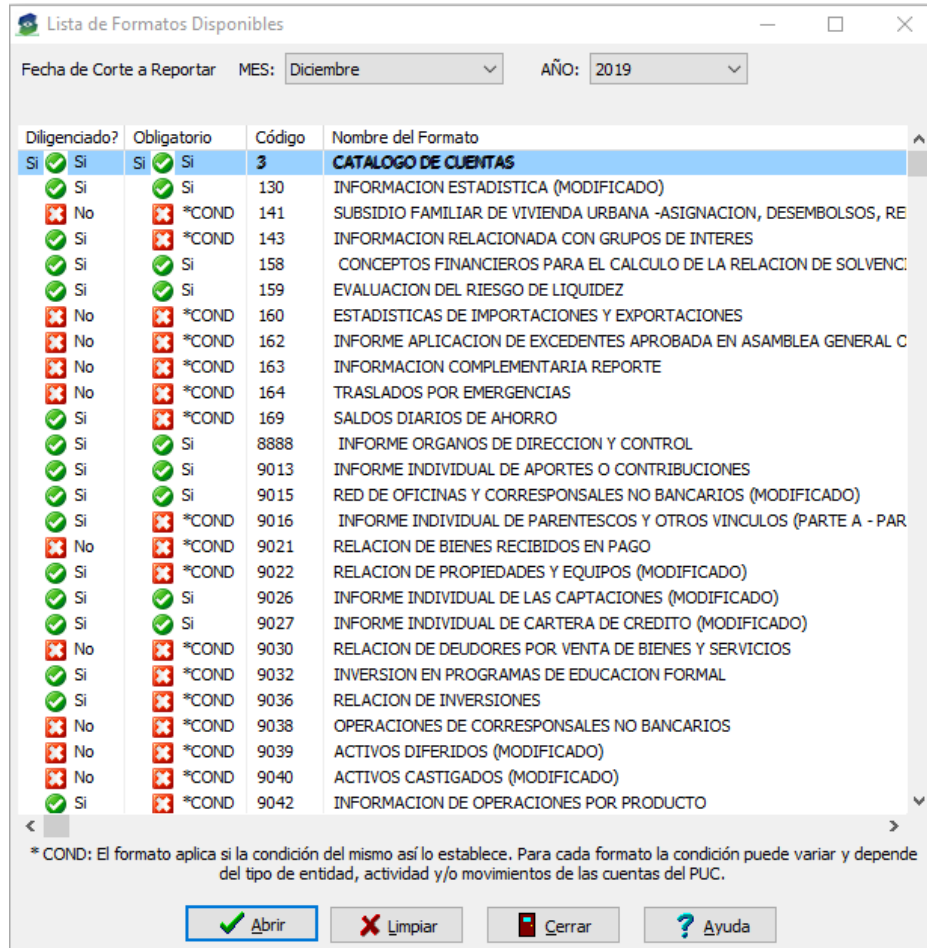 Lista de Formatos Disponibles
Fecha de Corte a Reportar MES: Diciembre AÑO: 2019
Diligenciado? Obligatorio Código Nombre del Formato
Si Si Si Si 3 CATALOGO DE CUENTAS
Si Si 130 INFORMACION ESTADISTICA (MODIFICADO)
No *COND 141 SUBSIDIO FAMILIAR DE VIVIENDA URBANA -ASIGNACION, DESEMBOLSOS, RE
Si *COND 143 INFORMACION RELACIONADA CON GRUPOS DE INTERES
Si Si 158 CONCEPTOS FINANCIEROS PARA EL CALCULO DE LA RELACION DE SOLVENCI
Si Si 159 EVALUACION DEL RIESGO DE LIQUIDEZ
No *COND 160 ESTADISTICAS DE IMPORTACIONES Y EXPORTACIONES
No *COND 162 INFORME APLICACION DE EXCEDENTES APROBADA EN ASAMBLEA GENERAL O
No *COND 163 INFORMACION COMPLEMENTARIA REPORTE
No *COND 164 TRASLADOS POR EMERGENCIAS
Si *COND 169 SALDOS DIARIOS DE AHORRO
Si Si 8888 INFORME ORGANOS DE DIRECCION Y CONTROL
Si Si 9013 INFORME INDIVIDUAL DE APORTES O CONTRIBUCIONES
Si Si 9015 RED DE OFICINAS Y CORRESPONSALES NO BANCARIOS (MODIFICADO)
Si *COND 9016 INFORME INDIVIDUAL DE PARENTESCOS Y OTROS VINCULOS (PARTE A - PAR
No *COND 9021 RELACION DE BIENES RECIBIDOS EN PAGO
Si *COND 9022 RELACION DE PROPIEDADES Y EQUIPOS (MODIFICADO)
Si Si 9026 INFORME INDIVIDUAL DE LAS CAPTACIONES (MODIFICADO)
Si Si 9027 INFORME INDIVIDUAL DE CARTERA DE CREDITO (MODIFICADO)
No *COND 9030 RELACION DE DEUDORES POR VENTA DE BIENES Y SERVICIOS
Si *COND 9032 INVERSION EN PROGRAMAS DE EDUCACION FORMAL
Si *COND 9036 RELACION DE INVERSIONES
No *COND 9038 OPERACIONES DE CORRESPONSALES NO BANCARIOS
No *COND 9039 ACTIVOS DIFERIDOS (MODIFICADO)
No *COND 9040 ACTIVOS CASTIGADOS (MODIFICADO)
Si *COND 9042 INFORMACION DE OPERACIONES POR PRODUCTO
* COND: El formato aplica si la condición del mismo así lo establece. Para cada formato la condición puede variar y depende
del tipo de entidad, actividad y/o movimientos de las cuentas del PUC.
Abrir Limpiar Cerrar Ayuda